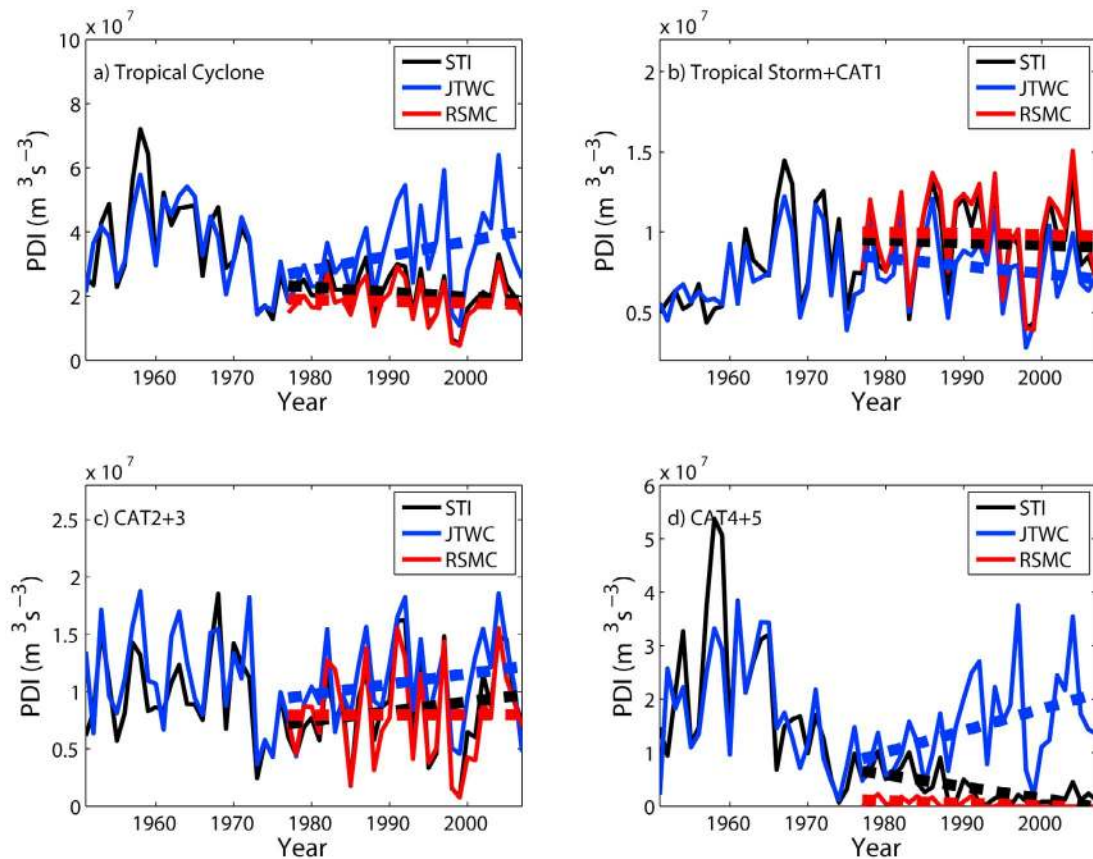 x 10 7
10
8
6
4
2
0
PDI (m 3 s−3)
a) Tropical Cyclone
STI
JTWC
RSMC
1960 1970 1980 1990 2000
Year
x 10 7
2
1.5
1
0.5
PDI (m 3 s−3)
b) Tropical Storm+CAT1
STI
JTWC
RSMC
1960 1970 1980 1990 2000
Year
x 10 7
2.5
2
1.5
1
0.5
0
PDI (m 3 s−3)
c) CAT2+3
STI
JTWC
RSMC
1960 1970 1980 1990 2000
Year
x 10 7
6
5
4
3
2
1
0
PDI (m 3 s−3)
d) CAT4+5
STI
JTWC
RSMC
1960 1970 1980 1990 2000
Year